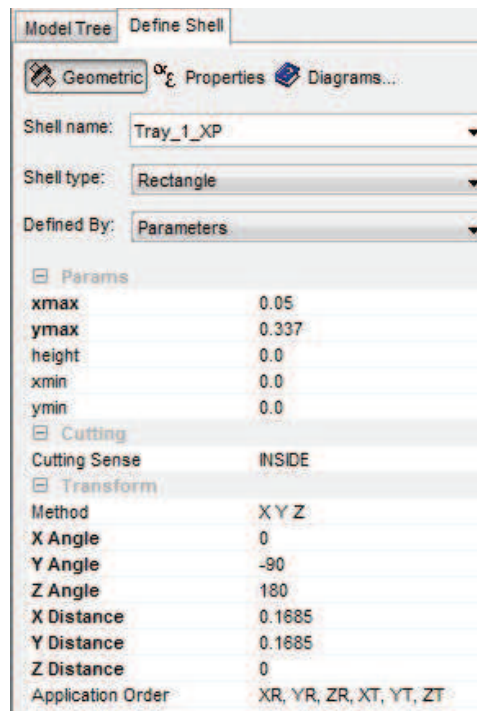 Model Tree Define Shell
Geometric αε Properties Diagrams...
Shell name: Tray_1_XP
Shell type: Rectangle
Defined By: Parameters
Params
xmax 0.05
ymax 0.337
height 0.0
xmin 0.0
ymin 0.0
Cutting
Cutting Sense INSIDE
Transform
Method X Y Z
X Angle 0
Y Angle -90
Z Angle 180
X Distance 0.1685
Y Distance 0.1685
Z Distance 0
Application Order XR, YR, ZR, XT, YT, ZT